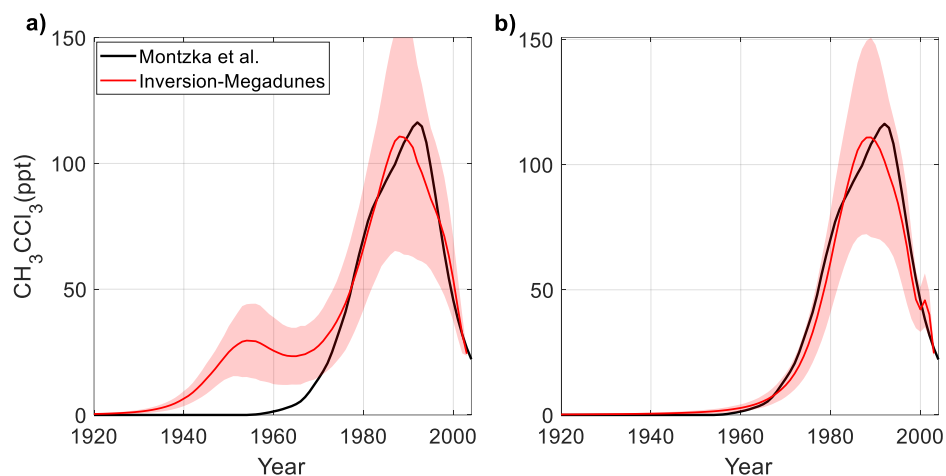 a)
150
100
50
0
CH3CCl3(ppt)
Montzka et al.
Inversion-Megadunes
1920 1940 1960 1980 2000
Year
b)
150
100
50
0
1920 1940 1960 1980 2000
Year